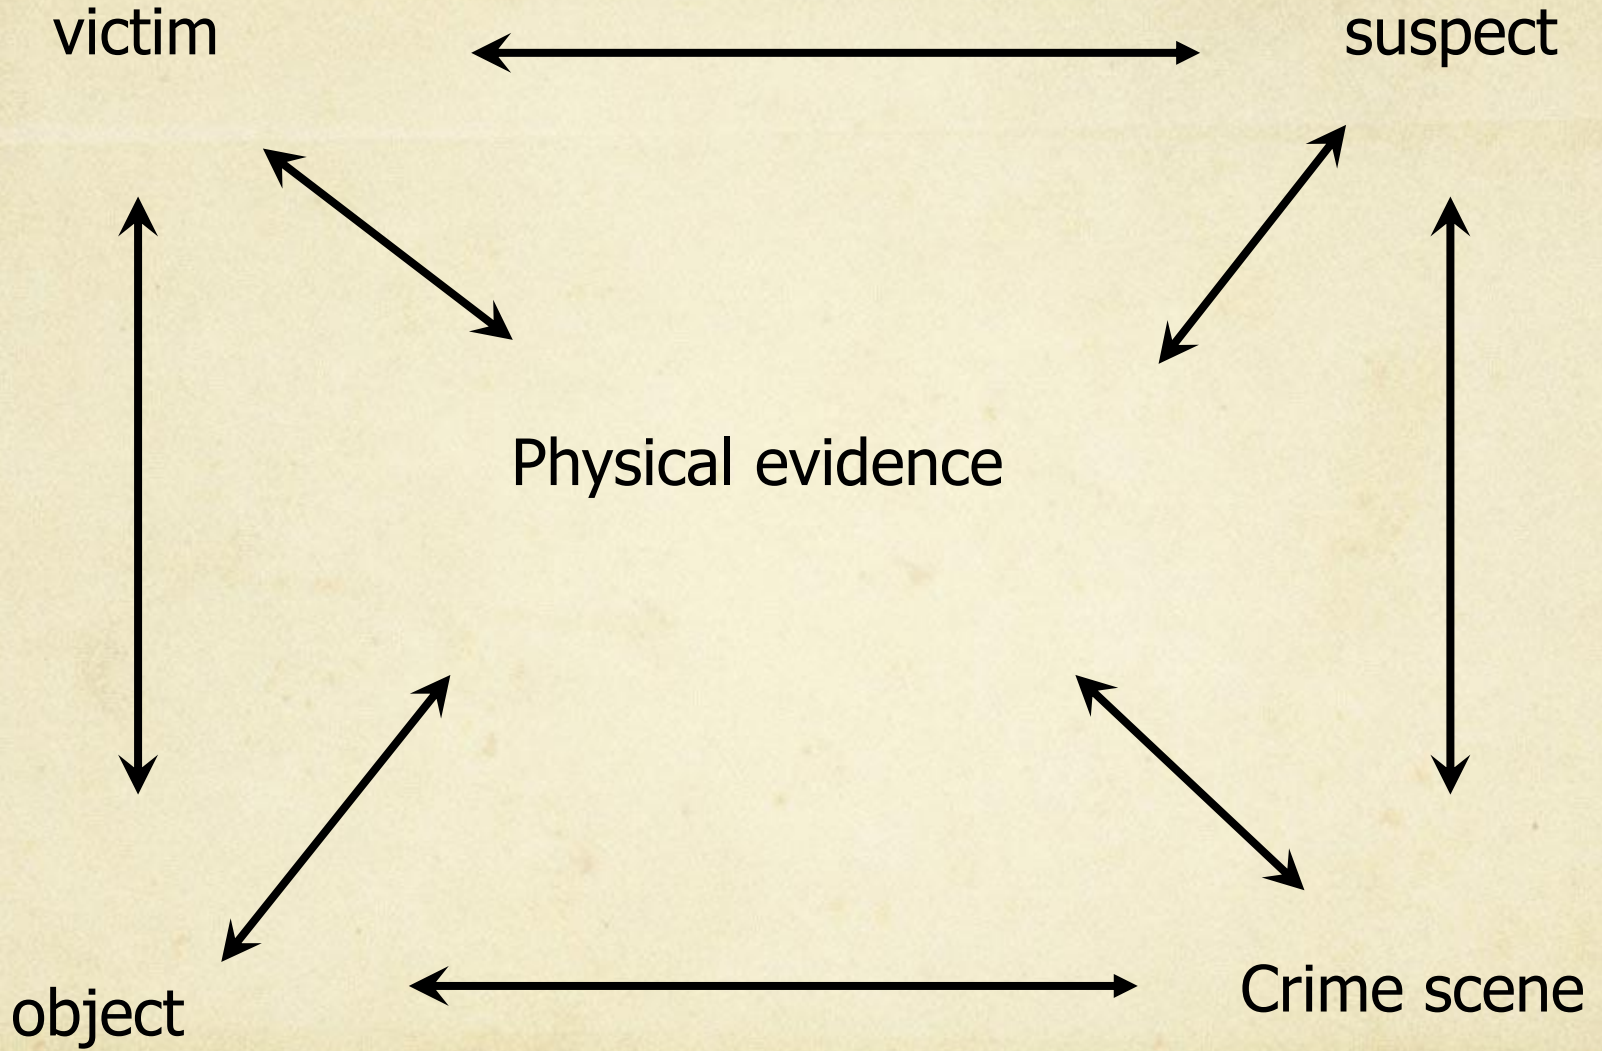 victim
suspect
Physical evidence
object
Crime scene